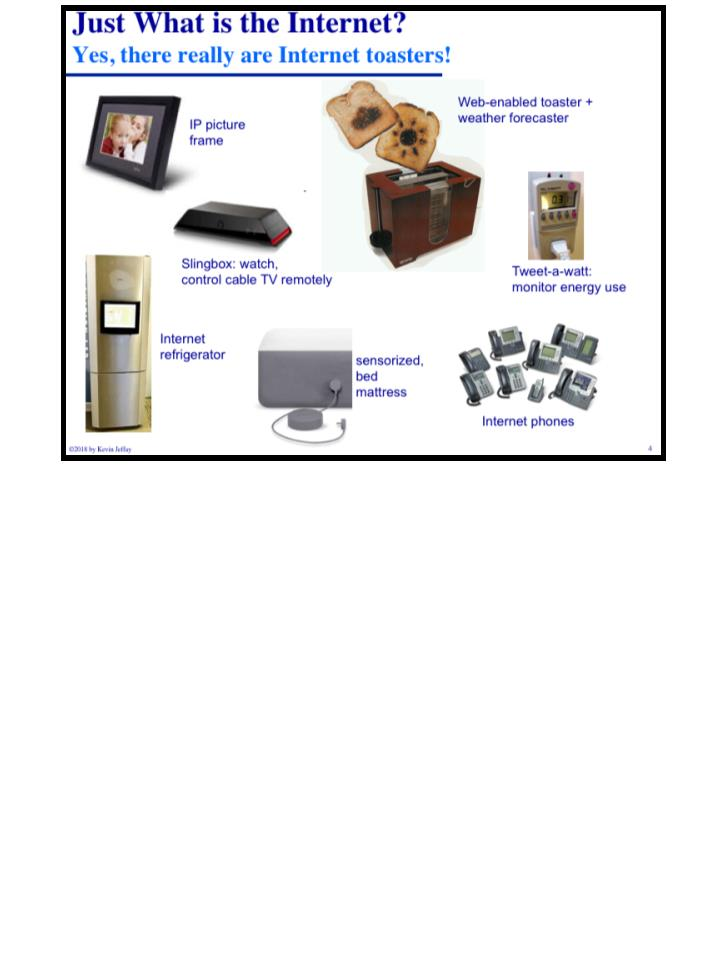 Just What is the Internet?
Yes, there really are Internet toasters!
IP picture
frame
Web-enabled toaster +
weather forecaster
Slingbox: watch,
control cable TV remotely
Tweet-a-watt:
monitor energy use
Internet
refrigerator
sensorized,
bed
mattress
Internet phones
©2018 by Kevin Jeffay
4